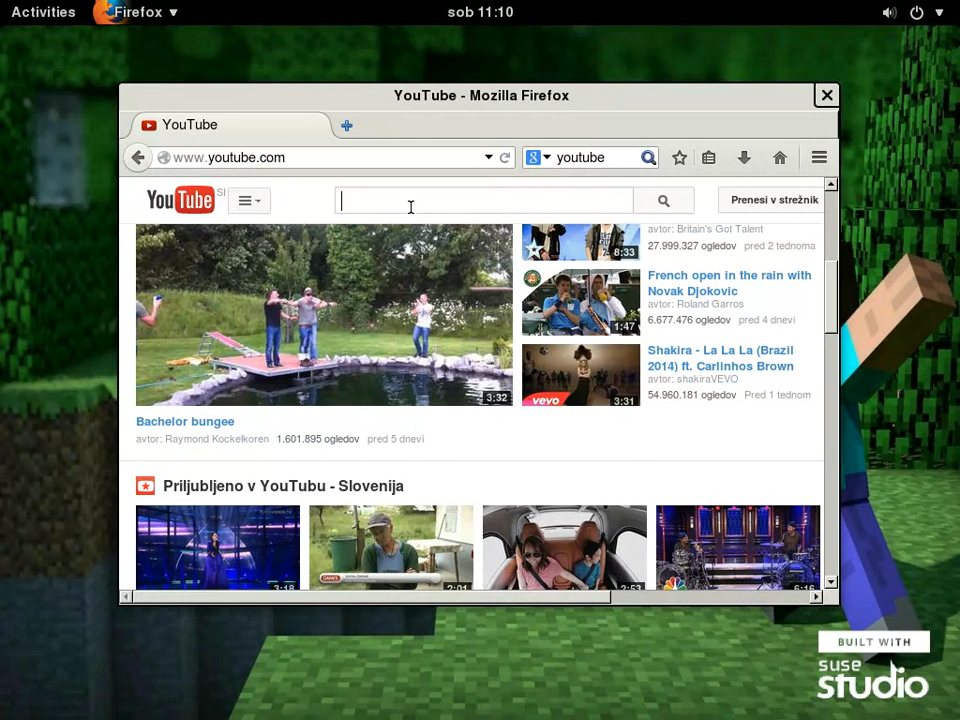 Activities Firefox sob 11:10
YouTube - Mozilla Firefox
YouTube
www.youtube.com youtube
YouTube SI Prenesi v strežnik
avtor: Britain's Got Talent
27.999.327 ogledov pred 2 tednoma
8:33
French open in the rain with
Novak Djokovic
avtor: Roland Garros
6.677.476 ogledov pred 4 dnevi
1:47
Shakira - La La La (Brazil
2014) ft. Carlinhos Brown
avtor: shakiraVEVO
54.960.181 ogledov Pred 1 tednom
vevo 3:31
3:32
Bachelor bungee
avtor: Raymond Kockelkoren 1.601.895 ogledov pred 5 dnevi
Priljubljeno v YouTubu - Slovenija
3:18 2:01 2:53 6:16
BUILT WITH
suse
studio